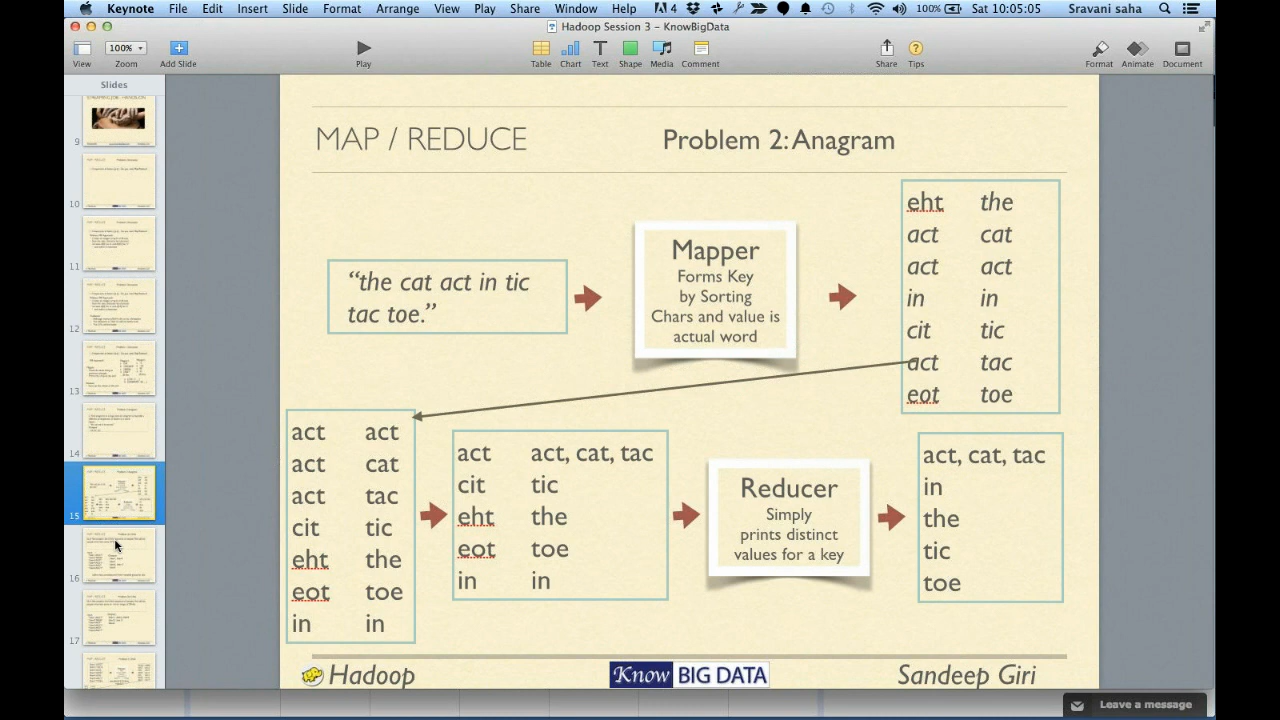 Keynote File Edit Insert Slide Format Arrange View Play Share Window Help 4 100% Sat 10:05:05 Sravani saha
Hadoop Session 3 - KnowBigData
100%
View Zoom Add Slide Play Table Chart Text Shape Media Comment Share Tips Format Animate Document
Slides
9
10
11
12
13
14
15
16
17
MAP / REDUCE Problem 2: Anagram
"the cat act in tic
tac toe."
Mapper
Forms Key
by Sorting
Chars and value is
actual word
eht the
act cat
act act
in in
cit tic
act tac
eot toe
act act
act cat
act tac
cit tic
eht the
eot toe
in in
act act, cat, tac
cit tic
eht the
eot toe
in in
Reducer
Simply
prints distinct
values for a key
act, cat, tac
in
the
tic
toe
Hadoop Know BIG DATA Sandeep Giri
Leave a message